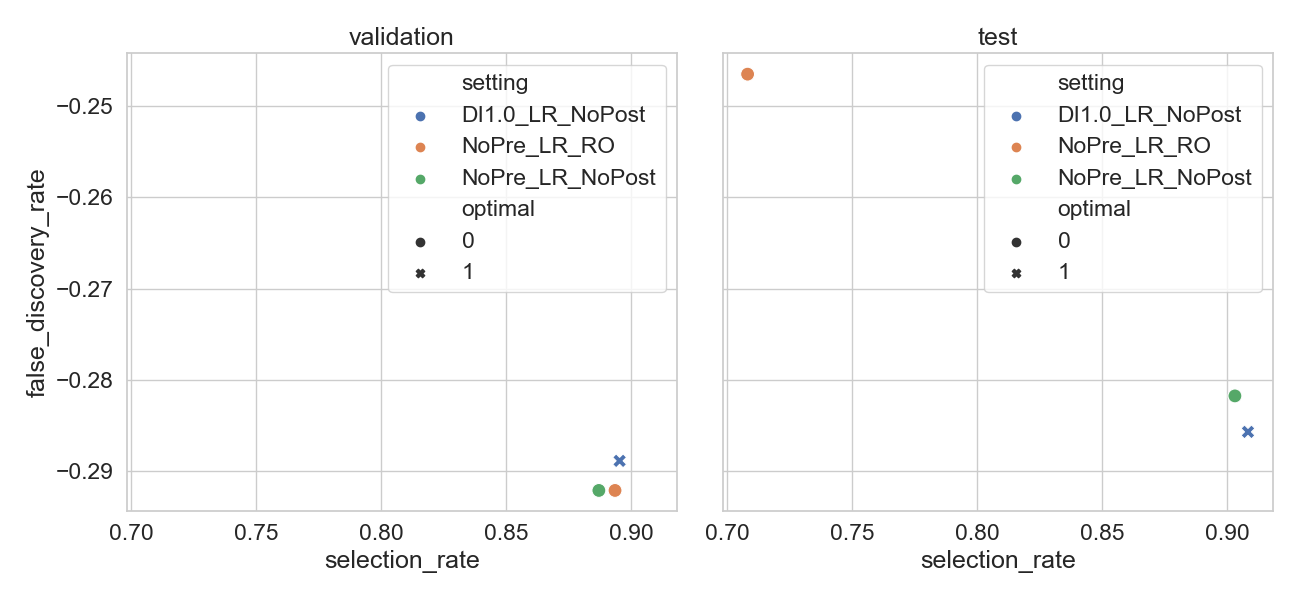 validation
test
false_discovery_rate
−0.25
−0.26
−0.27
−0.28
−0.29
setting
DI1.0_LR_NoPost
NoPre_LR_RO
NoPre_LR_NoPost
optimal
0
1
setting
DI1.0_LR_NoPost
NoPre_LR_RO
NoPre_LR_NoPost
optimal
0
1
0.70 0.75 0.80 0.85 0.90
0.70 0.75 0.80 0.85 0.90
selection_rate
selection_rate